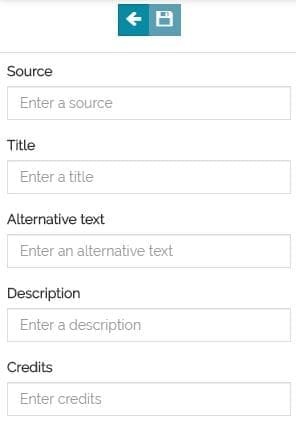 Source
Enter a source
Title
Enter a title
Alternative text
Enter an alternative text
Description
Enter a description
Credits
Enter credits